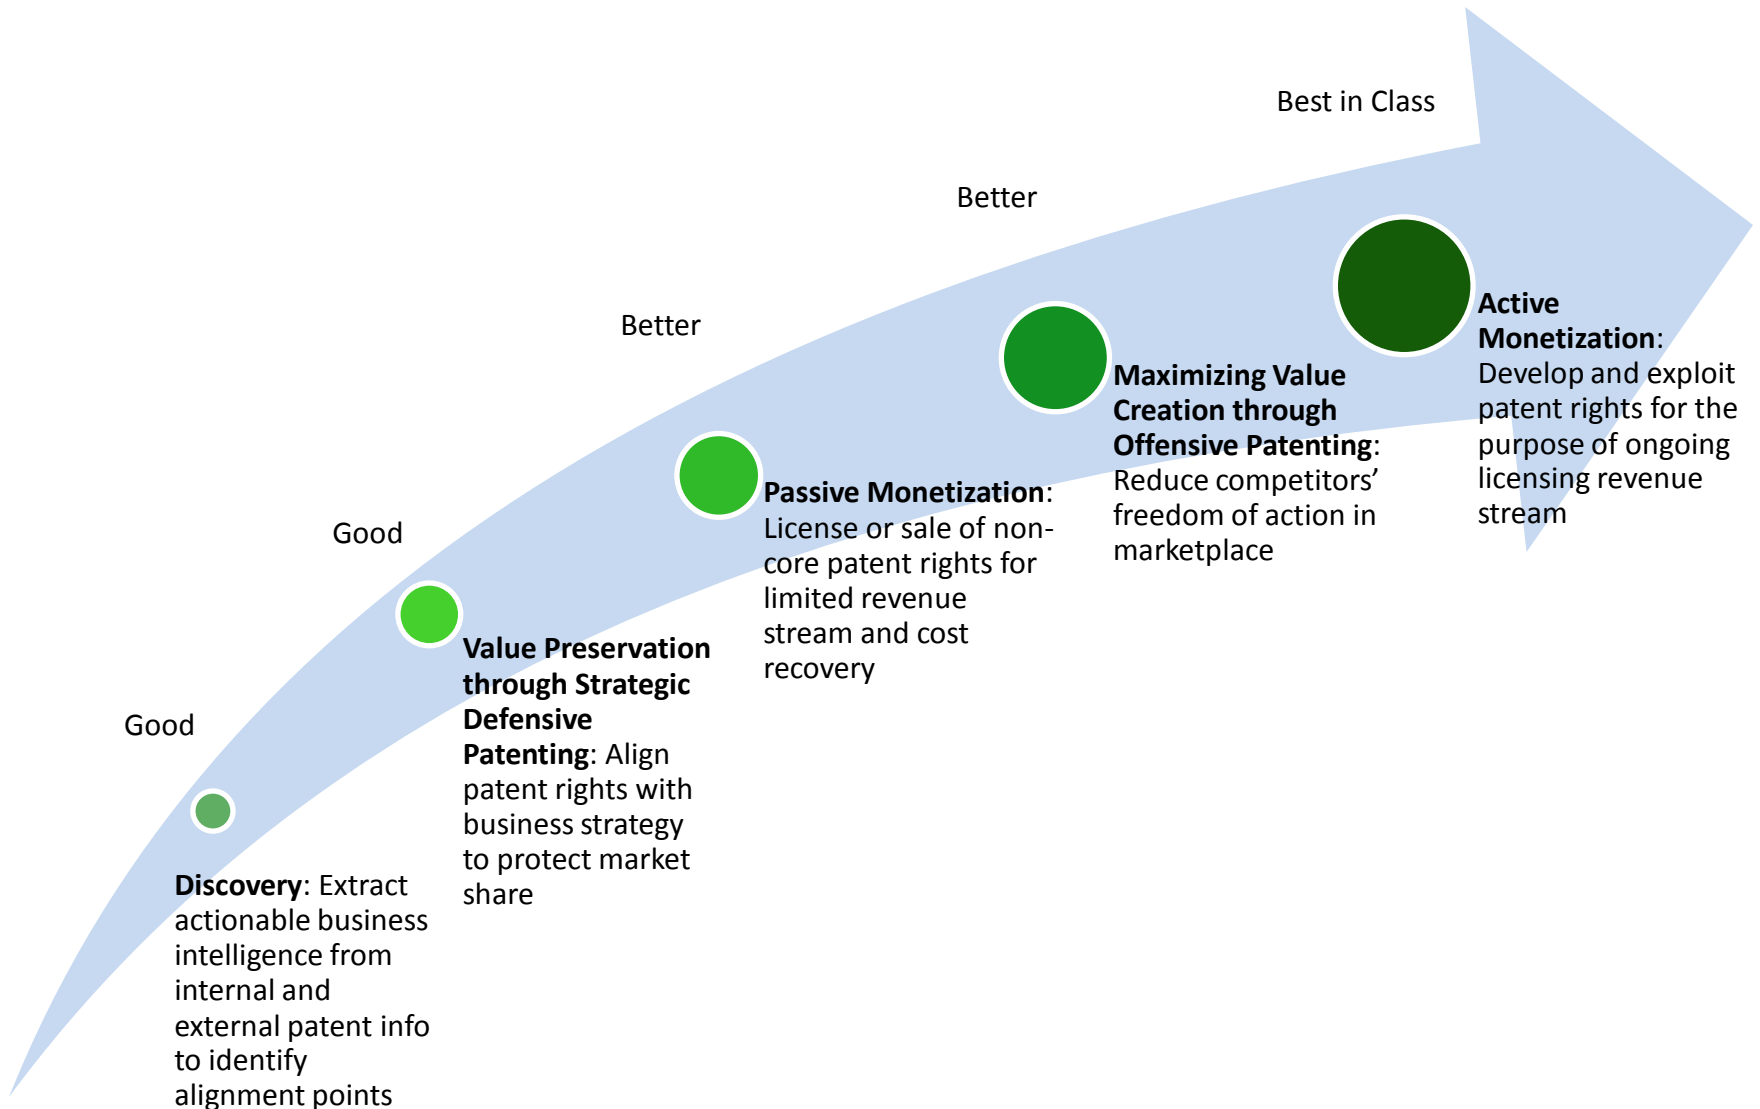 Best in Class
Better
Better
Good
Good
Active
Monetization:
Develop and exploit
patent rights for the
purpose of ongoing
licensing revenue
stream
Maximizing Value
Creation through
Offensive Patenting:
Reduce competitors’
freedom of action in
marketplace
Passive Monetization:
License or sale of non-
core patent rights for
limited revenue
stream and cost
recovery
Value Preservation
through Strategic
Defensive
Patenting: Align
patent rights with
business strategy
to protect market
share
Discovery: Extract
actionable business
intelligence from
internal and
external patent info
to identify
alignment points